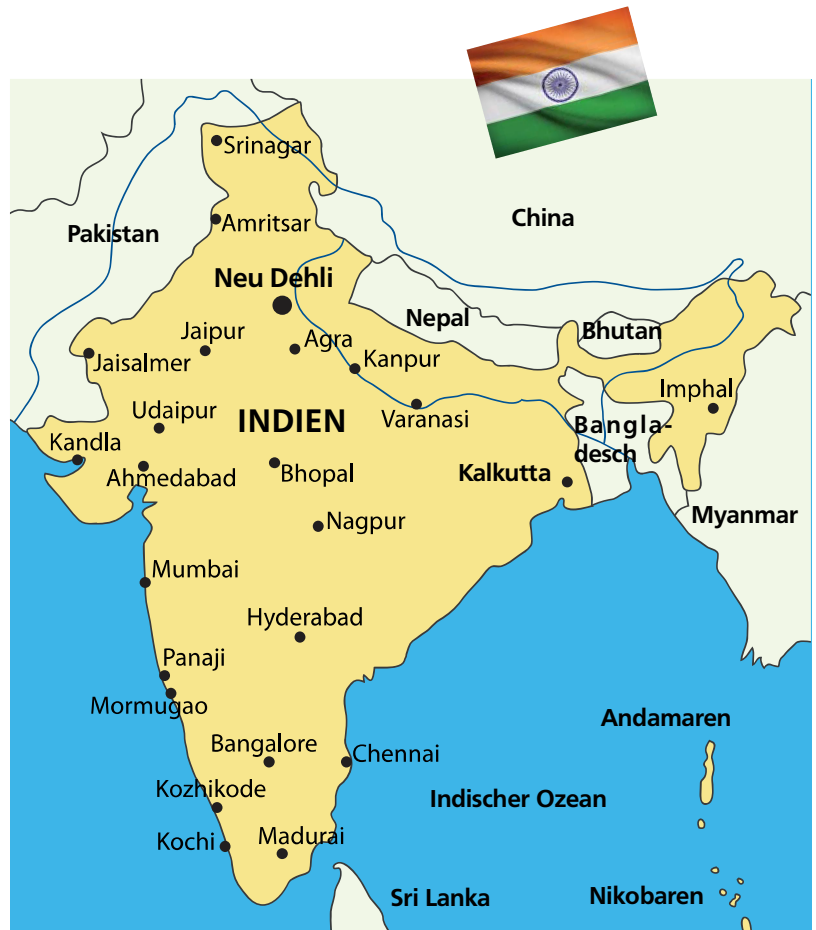 Srinagar
Amritsar
Pakistan
China
Neu Dehli
Nepal
Bhutan
Jaipur
Agra
Kanpur
Jaisalmer
Imphal
Udaipur
INDIEN
Varanasi
Bangla-
desch
Kandla
Ahmedabad
Bhopal
Kalkutta
Nagpur
Myanmar
Mumbai
Hyderabad
Panaji
Mormugao
Andamaren
Bangalore
Chennai
Kozhikode
Indischer Ozean
Kochi
Madurai
Sri Lanka
Nikobaren